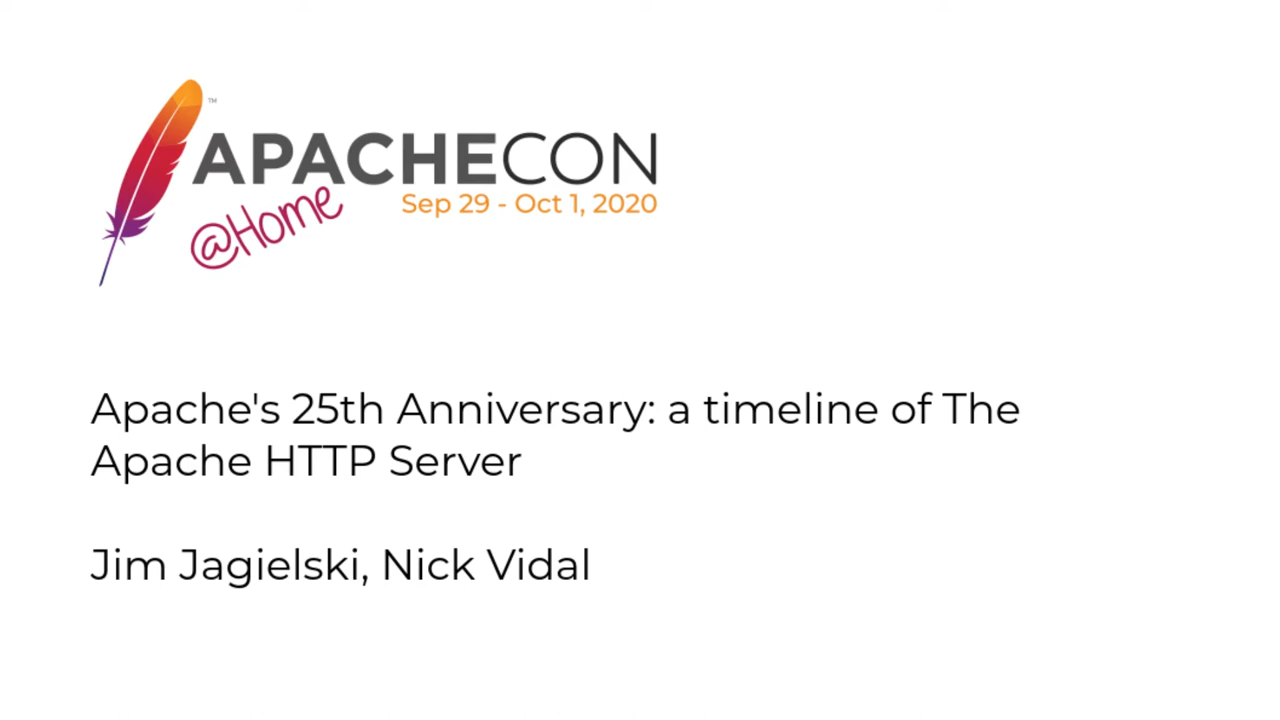 ™
APACHECON
@Home
Sep 29 - Oct 1, 2020
Apache's 25th Anniversary: a timeline of The
Apache HTTP Server
Jim Jagielski, Nick Vidal